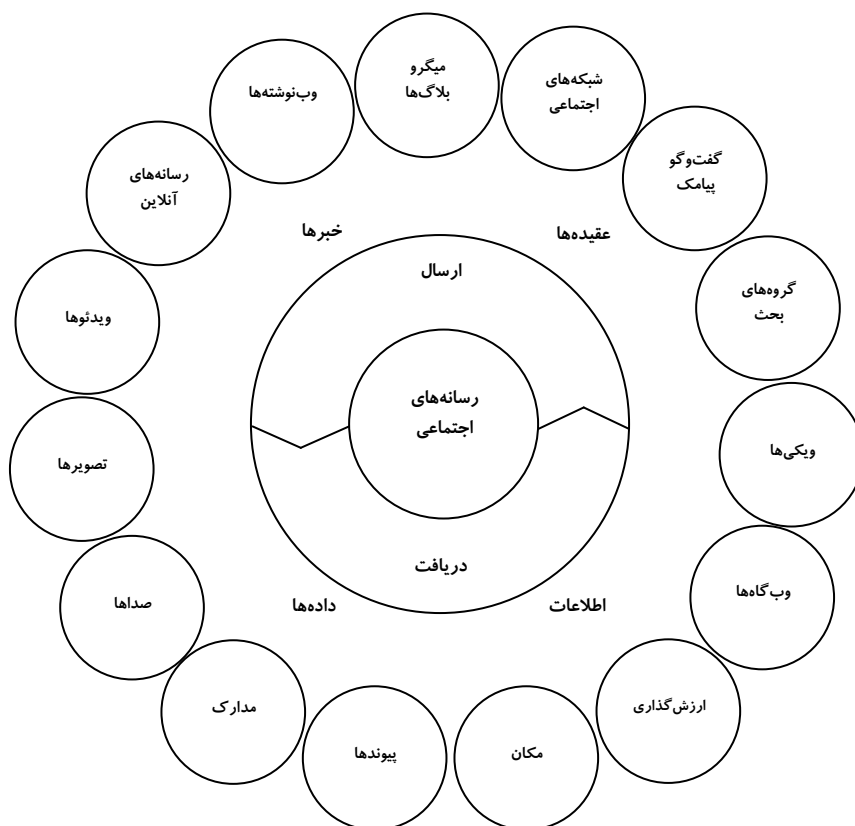 میگرو
بلاگ‌ها
شبکه‌های
اجتماعی
گفت‌وگو
پیامک
گروه‌های
بحث
ویکی‌ها
وب‌گاه‌ها
ارزش‌گذاری
مکان
پیوندها
مدارک
صداها
تصویرها
ویدئوها
رسانه‌های
آنلاین
وب‌نوشته‌ها
عقیده‌ها
خبرها
ارسال
رسانه‌های
اجتماعی
دریافت
اطلاعات
داده‌ها